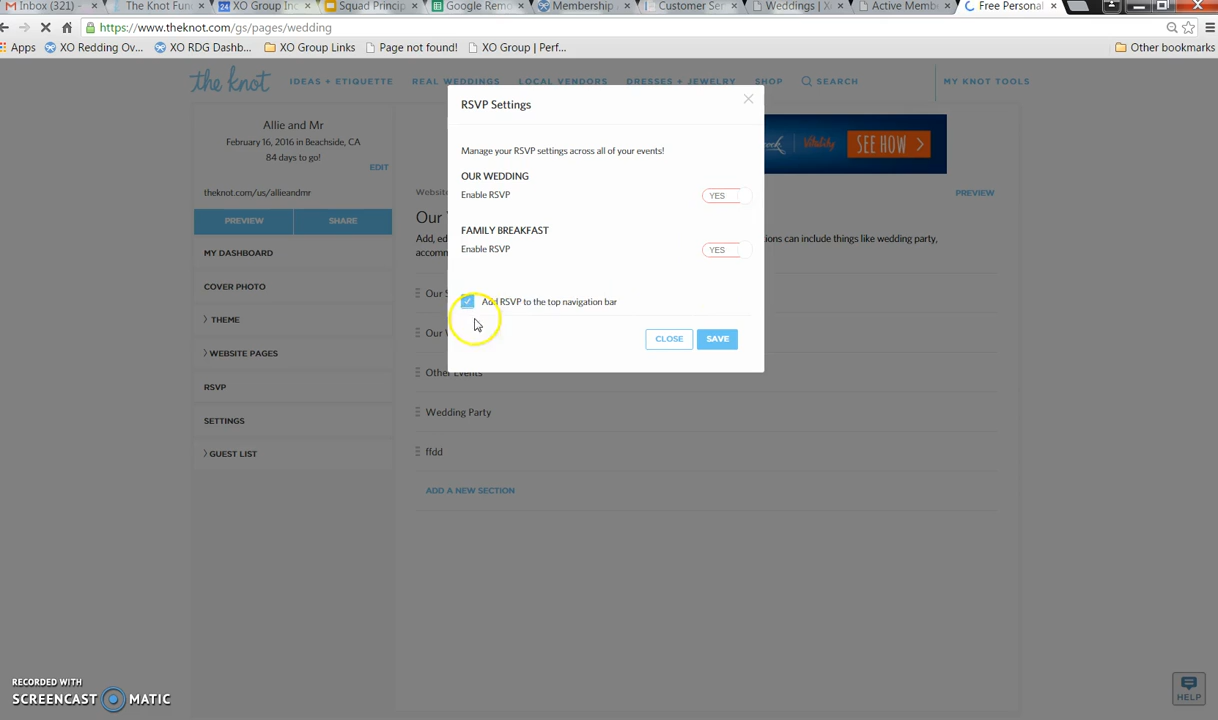 Inbox (321)
The Knot Fun
XO Group Inc
Squad Princip
Google Remo
Membership
Customer Ser
Weddings | X
Active Memb
Free Personal
https://www.theknot.com/gs/pages/wedding
Apps
XO Redding Ov...
XO RDG Dashb...
XO Group Links
Page not found!
XO Group | Perf...
Other bookmarks
the knot
IDEAS + ETIQUETTE
REAL WEDDINGS
LOCAL VENDORS
DRESSES + JEWELRY
SHOP
SEARCH
MY KNOT TOOLS
Allie and Mr
February 16, 2016 in Beachside, CA
84 days to go!
EDIT
theknot.com/us/allieandmr
PREVIEW
SHARE
MY DASHBOARD
COVER PHOTO
THEME
WEBSITE PAGES
RSVP
SETTINGS
GUEST LIST
Vitality
SEE HOW
Website
PREVIEW
Our
Add, ed
ions can include things like wedding party,
accomm
Our S
Our W
Other Events
Wedding Party
ffdd
ADD A NEW SECTION
RSVP Settings
Manage your RSVP settings across all of your events!
OUR WEDDING
Enable RSVP
YES
FAMILY BREAKFAST
Enable RSVP
YES
Add RSVP to the top navigation bar
CLOSE
SAVE
RECORDED WITH
SCREENCAST MATIC
HELP